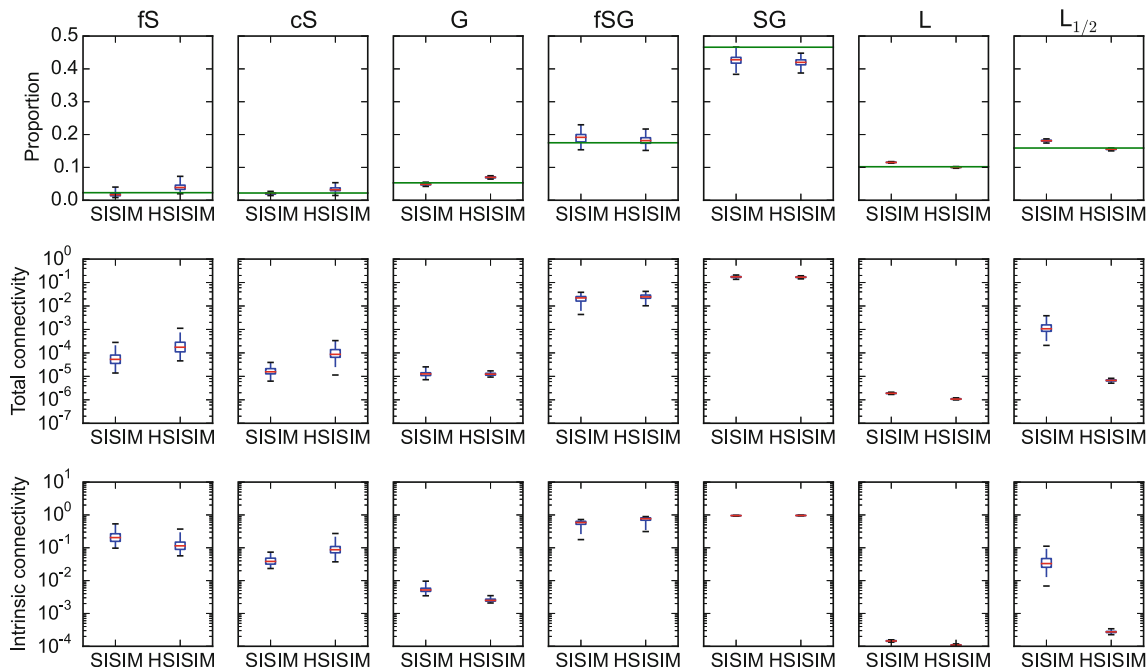 fS cS G fSG SG L L1/2
Proportion
0.5
0.4
0.3
0.2
0.1
0.0
SISIM HSISIM SISIM HSISIM SISIM HSISIM SISIM HSISIM SISIM HSISIM SISIM HSISIM SISIM HSISIM
Total connectivity
10^0
10^-1
10^-2
10^-3
10^-4
10^-5
10^-6
10^-7
SISIM HSISIM SISIM HSISIM SISIM HSISIM SISIM HSISIM SISIM HSISIM SISIM HSISIM SISIM HSISIM
Intrinsic connectivity
10^1
10^0
10^-1
10^-2
10^-3
10^-4
SISIM HSISIM SISIM HSISIM SISIM HSISIM SISIM HSISIM SISIM HSISIM SISIM HSISIM SISIM HSISIM